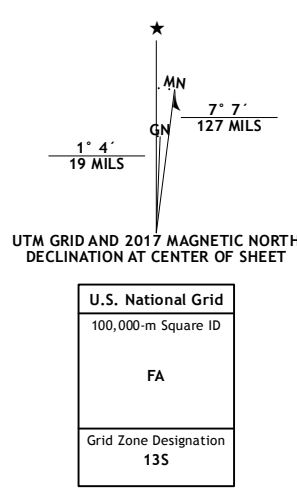 ★
MN
GN
7° 7´
127 MILS
1° 4´
19 MILS
UTM GRID AND 2017 MAGNETIC NORTH
DECLINATION AT CENTER OF SHEET
U.S. National Grid
100,000-m Square ID
FA
Grid Zone Designation
13S